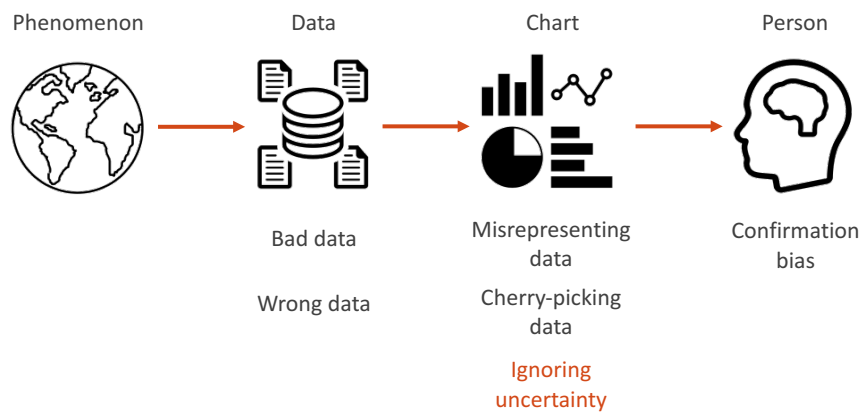 Phenomenon
Data
Chart
Person
Bad data
Wrong data
Misrepresenting
data
Cherry-picking
data
Ignoring
uncertainty
Confirmation
bias